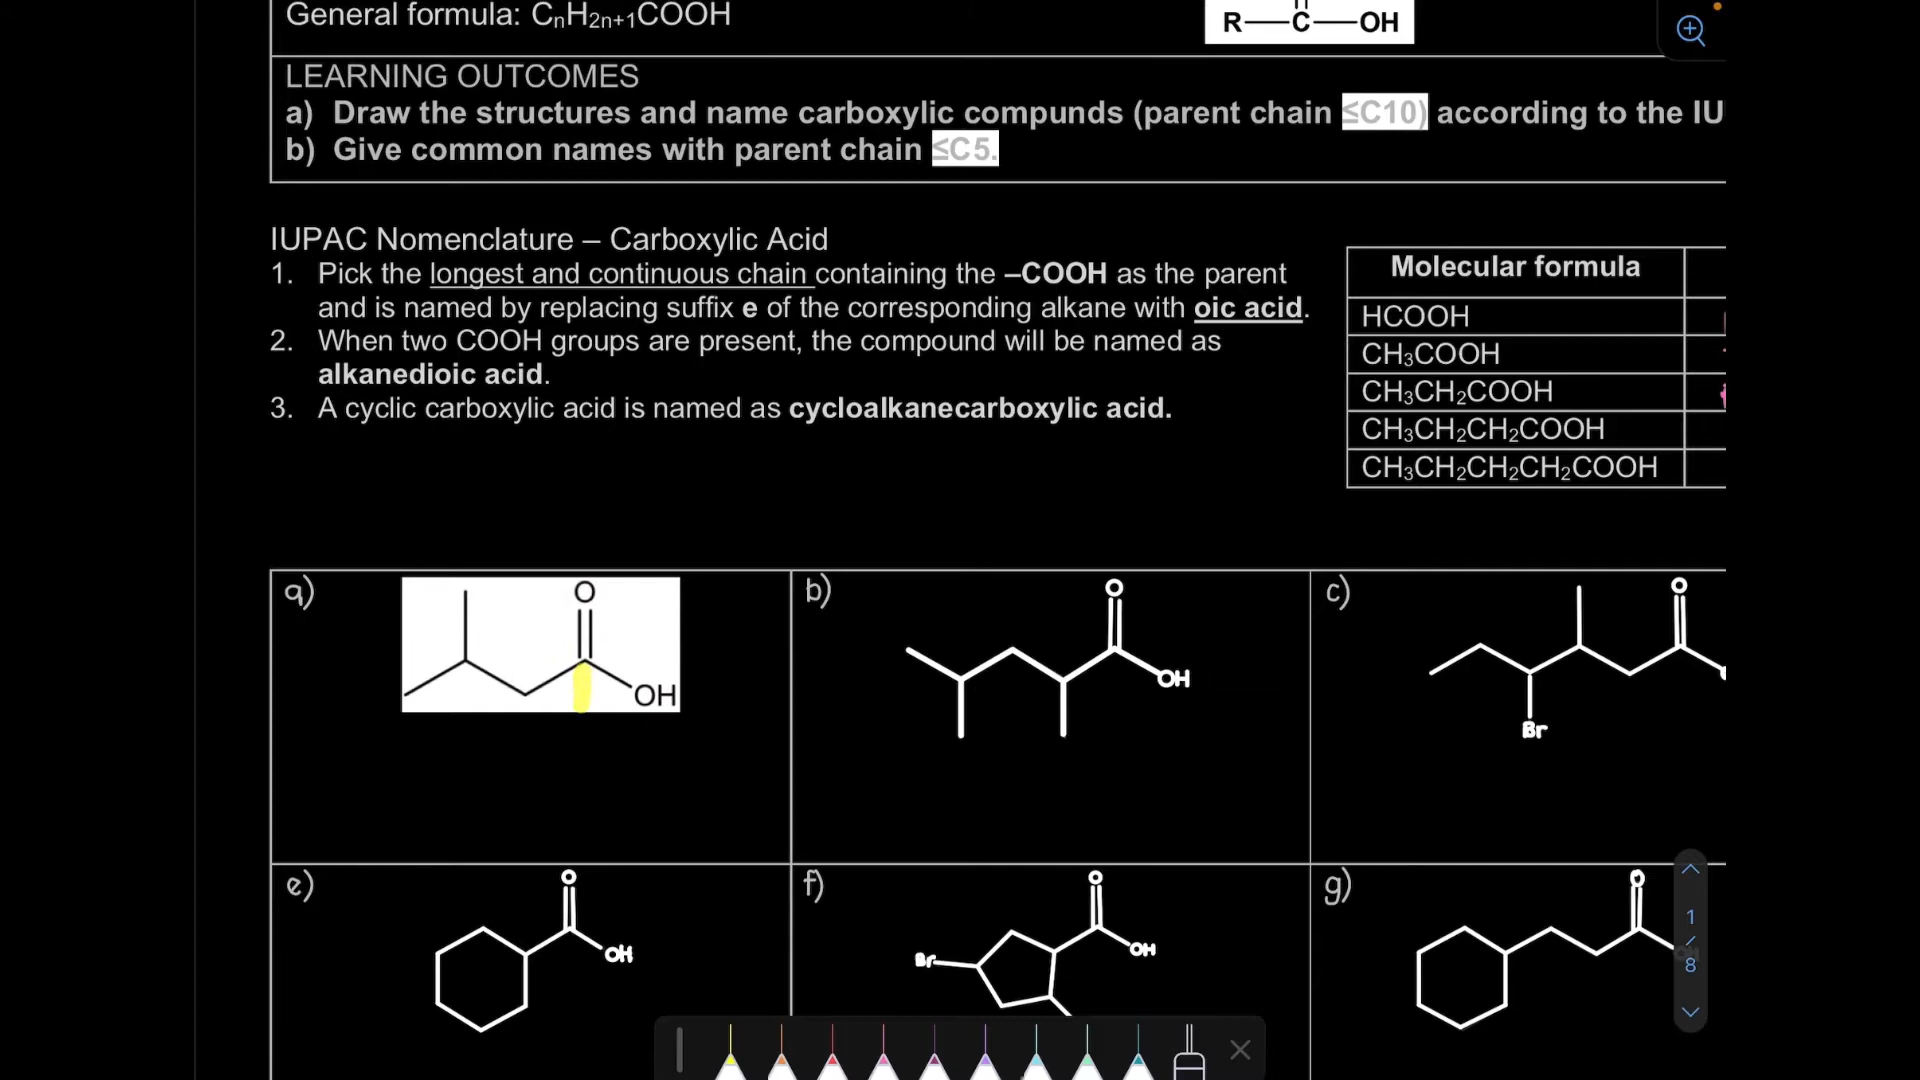 General formula: CnH2n+1COOH
R—C—OH
LEARNING OUTCOMES
a) Draw the structures and name carboxylic compunds (parent chain ≤C10) according to the IU
b) Give common names with parent chain ≤C5.
IUPAC Nomenclature – Carboxylic Acid
1. Pick the longest and continuous chain containing the –COOH as the parent
and is named by replacing suffix e of the corresponding alkane with oic acid.
2. When two COOH groups are present, the compound will be named as
alkanedioic acid.
3. A cyclic carboxylic acid is named as cycloalkanecarboxylic acid.
Molecular formula
HCOOH
CH3COOH
CH3CH2COOH
CH3CH2CH2COOH
CH3CH2CH2CH2COOH
a)
O
OH
b)
O
OH
c)
O
Br
e)
O
OH
f)
O
Br
OH
g)
O
1
/
8